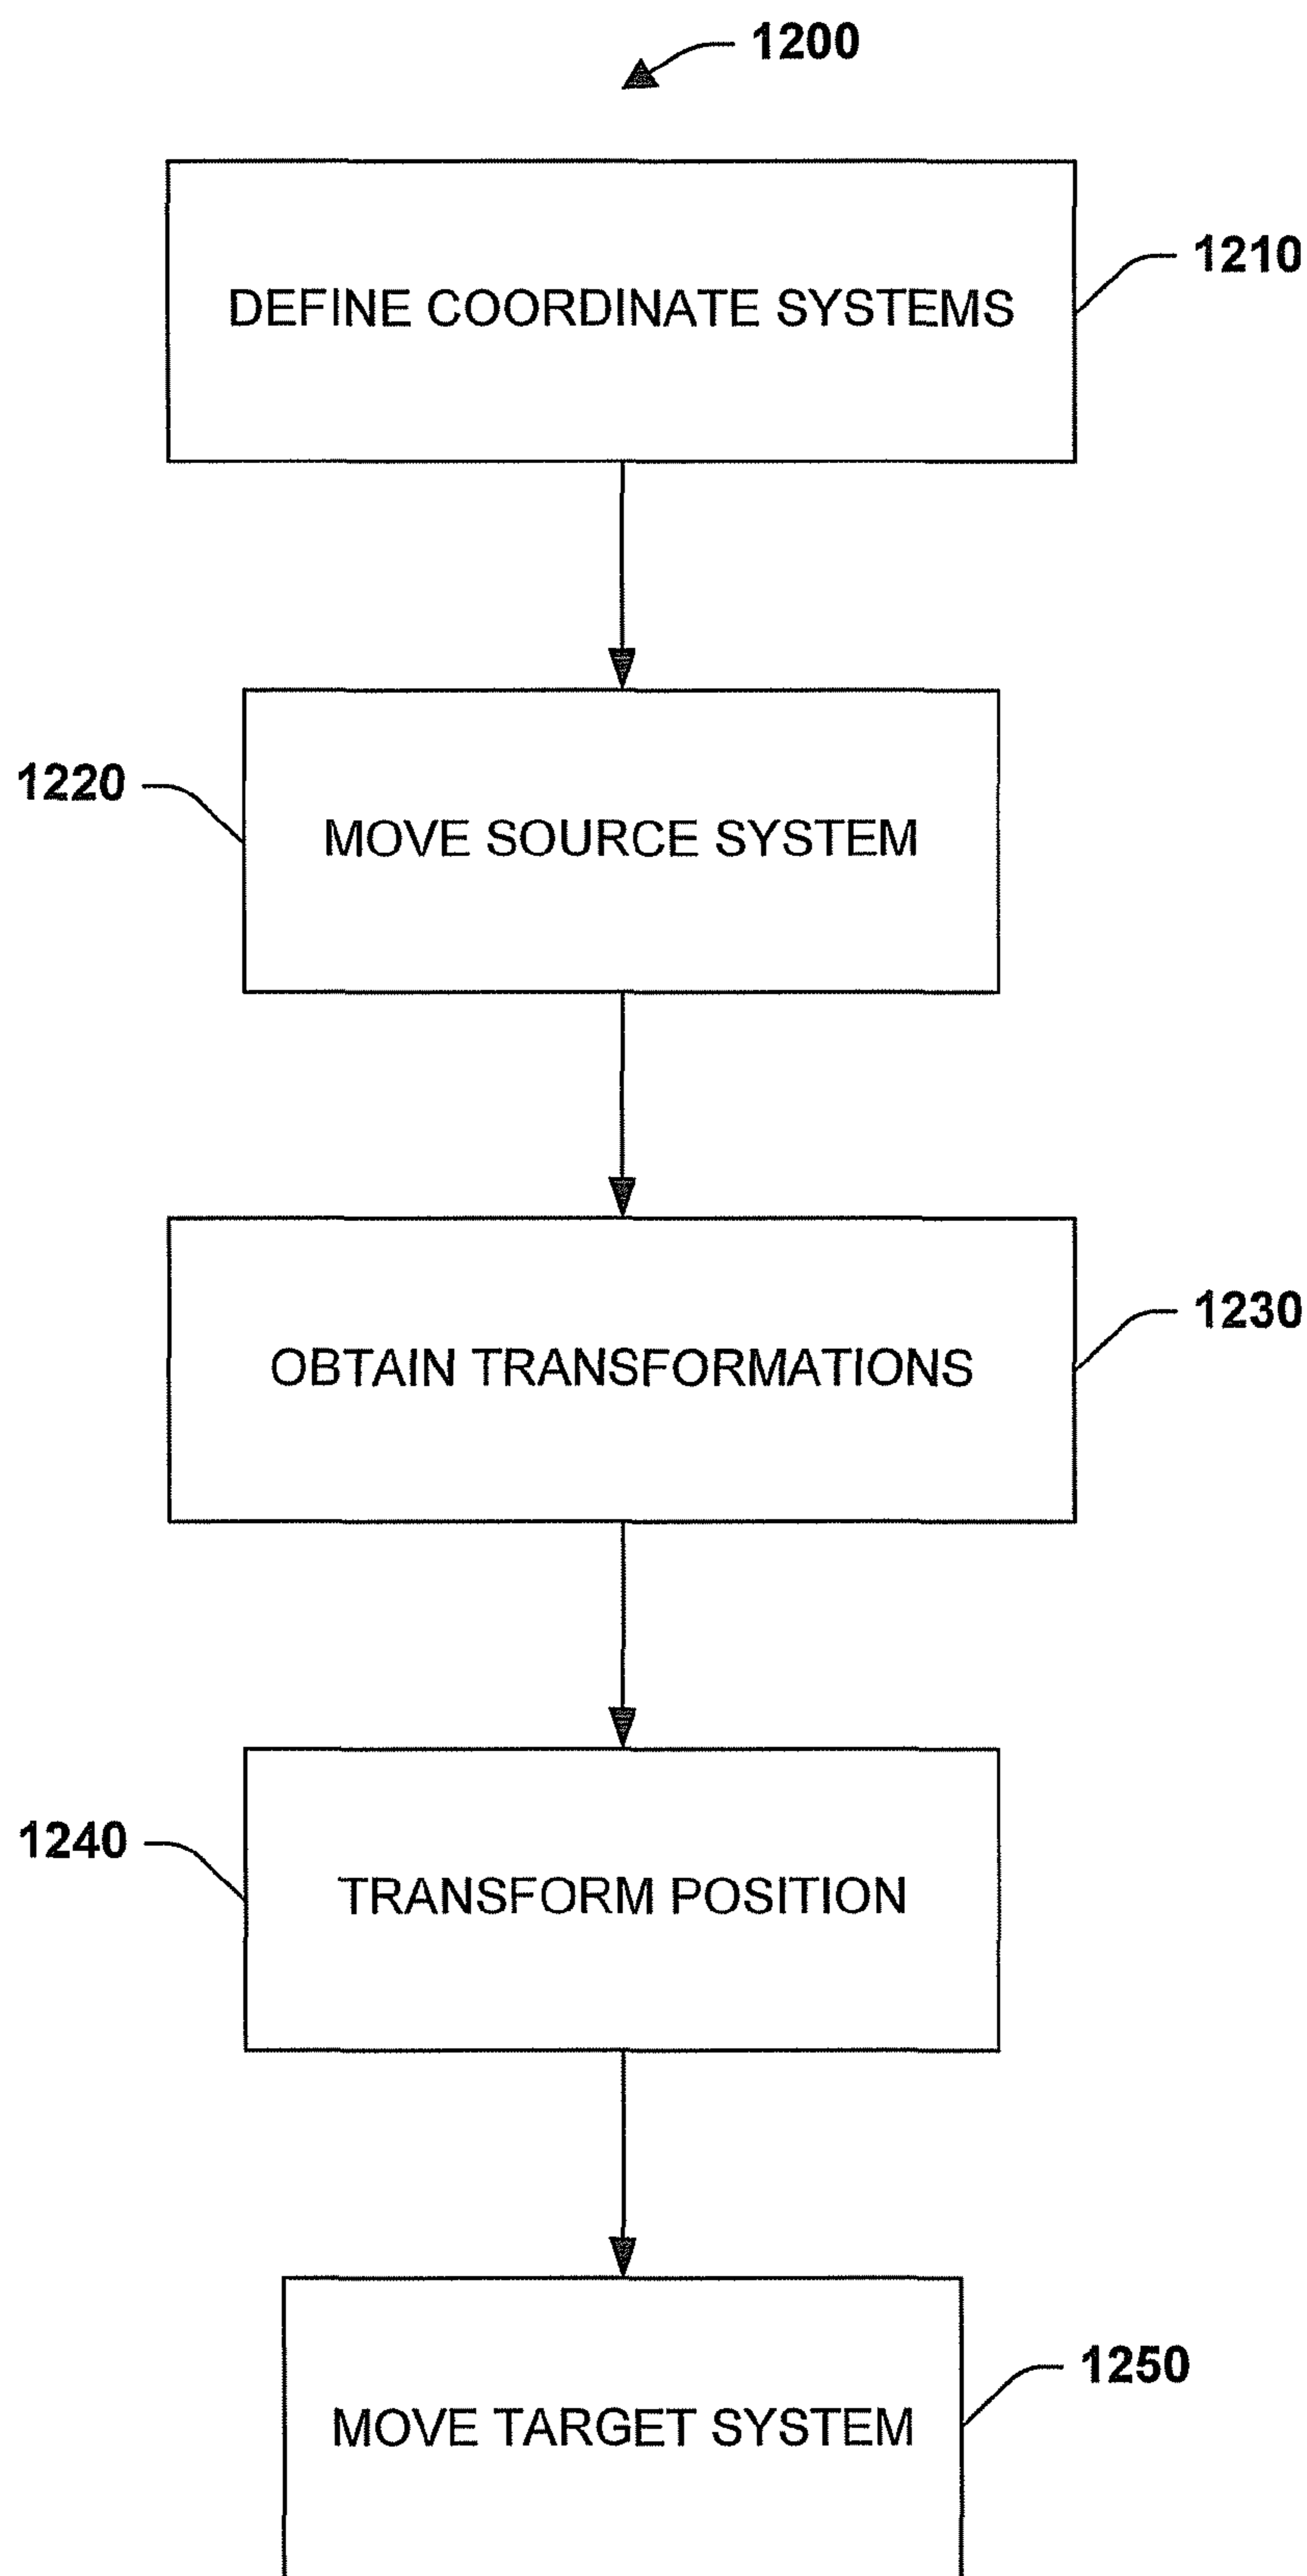 1200
DEFINE COORDINATE SYSTEMS
1210
1220
MOVE SOURCE SYSTEM
OBTAIN TRANSFORMATIONS
1230
1240
TRANSFORM POSITION
MOVE TARGET SYSTEM
1250